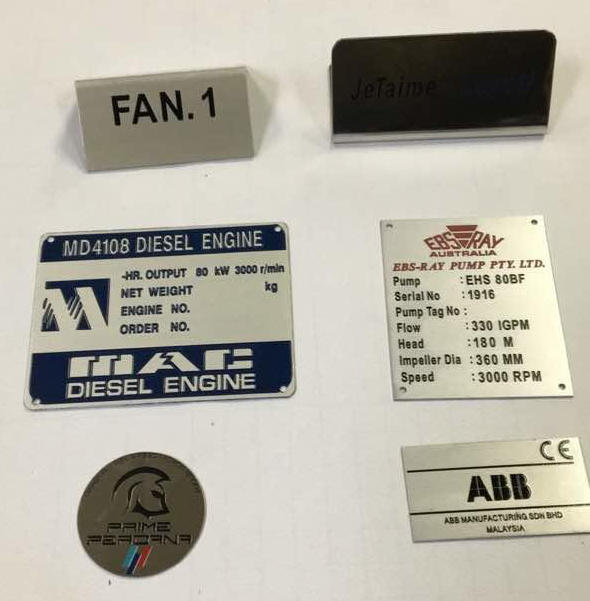 FAN.1
JeTaime
MD4108 DIESEL ENGINE
-HR. OUTPUT 80 kW 3000 r/min
NET WEIGHT kg
ENGINE NO.
ORDER NO.
MAC
DIESEL ENGINE
EBS RAY
AUSTRALIA
EBS-RAY PUMP PTY. LTD.
Pump : EHS 80BF
Serial No : 1916
Pump Tag No :
Flow : 330 IGPM
Head : 180 M
Impeller Dia : 360 MM
Speed : 3000 RPM
PRIME
PERDANA
CE
ABB
ABB MANUFACTURING SDN BHD
MALAYSIA